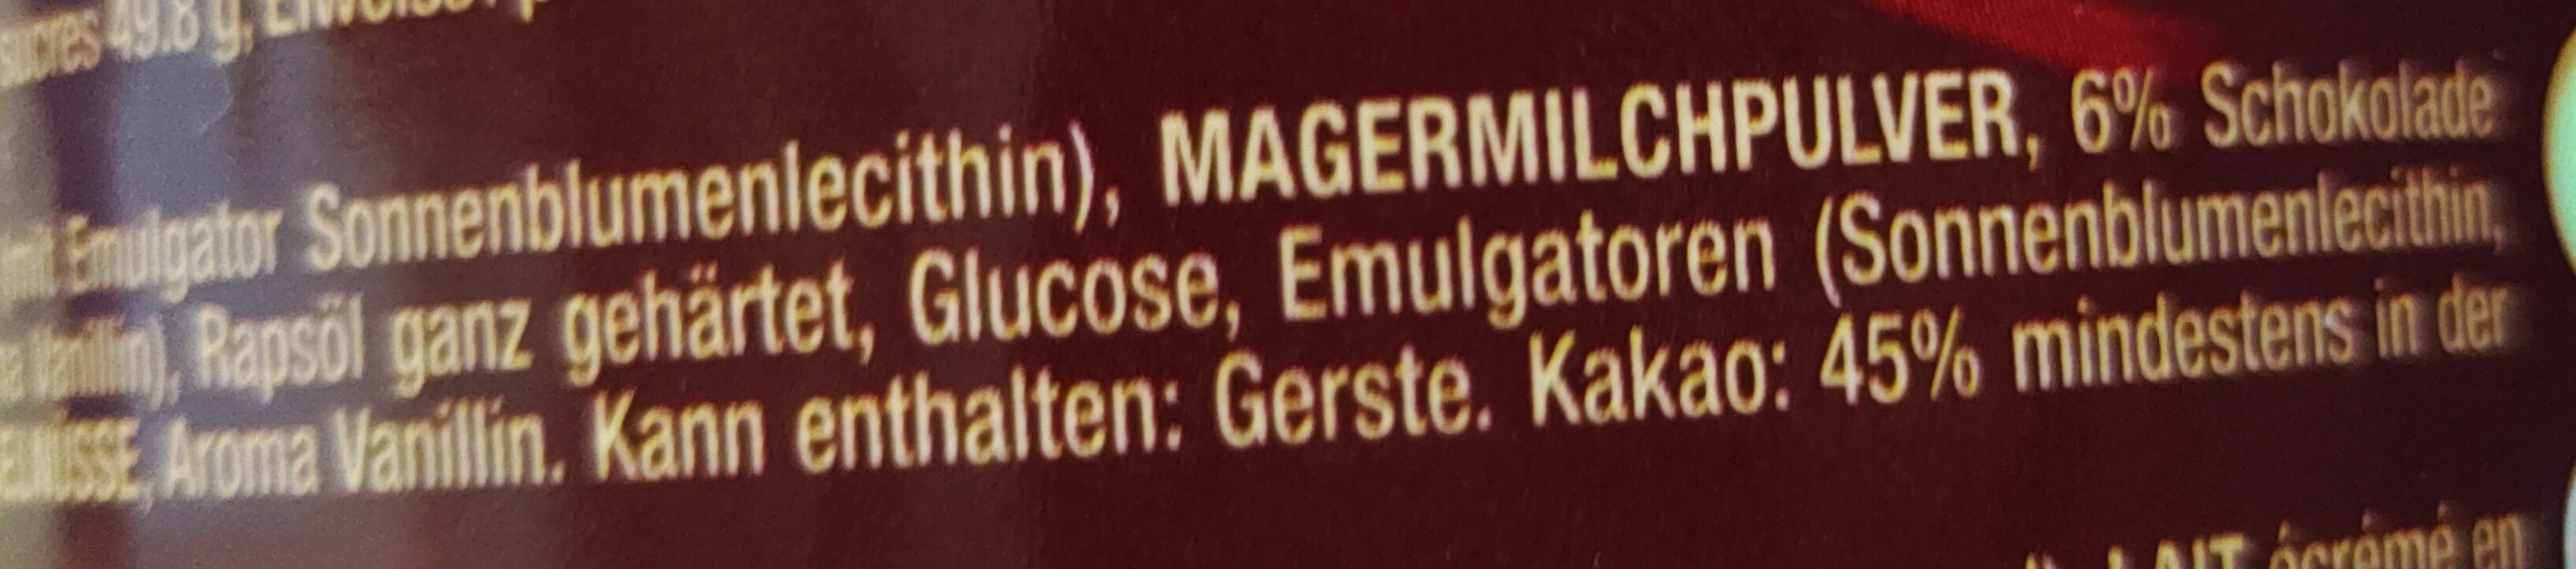 sucres 49.8 g,
Emulgator Sonnenblumenlecithin), MAGERMILCHPULVER, 6% Schokolade
Vanillin), Rapsöl ganz gehärtet, Glucose, Emulgatoren (Sonnenblumenlecithin,
Aroma Vanillin. Kann enthalten: Gerste. Kakao: 45% mindestens in der
LAIT écrémé en